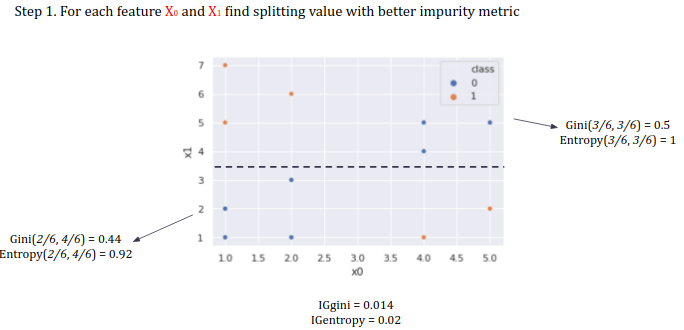 Step 1. For each feature X₀ and X₁ find splitting value with better impurity metric
class
0
1
7
6
5
4
3
2
1
x1
1.0 1.5 2.0 2.5 3.0 3.5 4.0 4.5 5.0
x0
Gini(3/6, 3/6) = 0.5
Entropy(3/6, 3/6) = 1
Gini(2/6, 4/6) = 0.44
Entropy(2/6, 4/6) = 0.92
IGgini = 0.014
IGentropy = 0.02